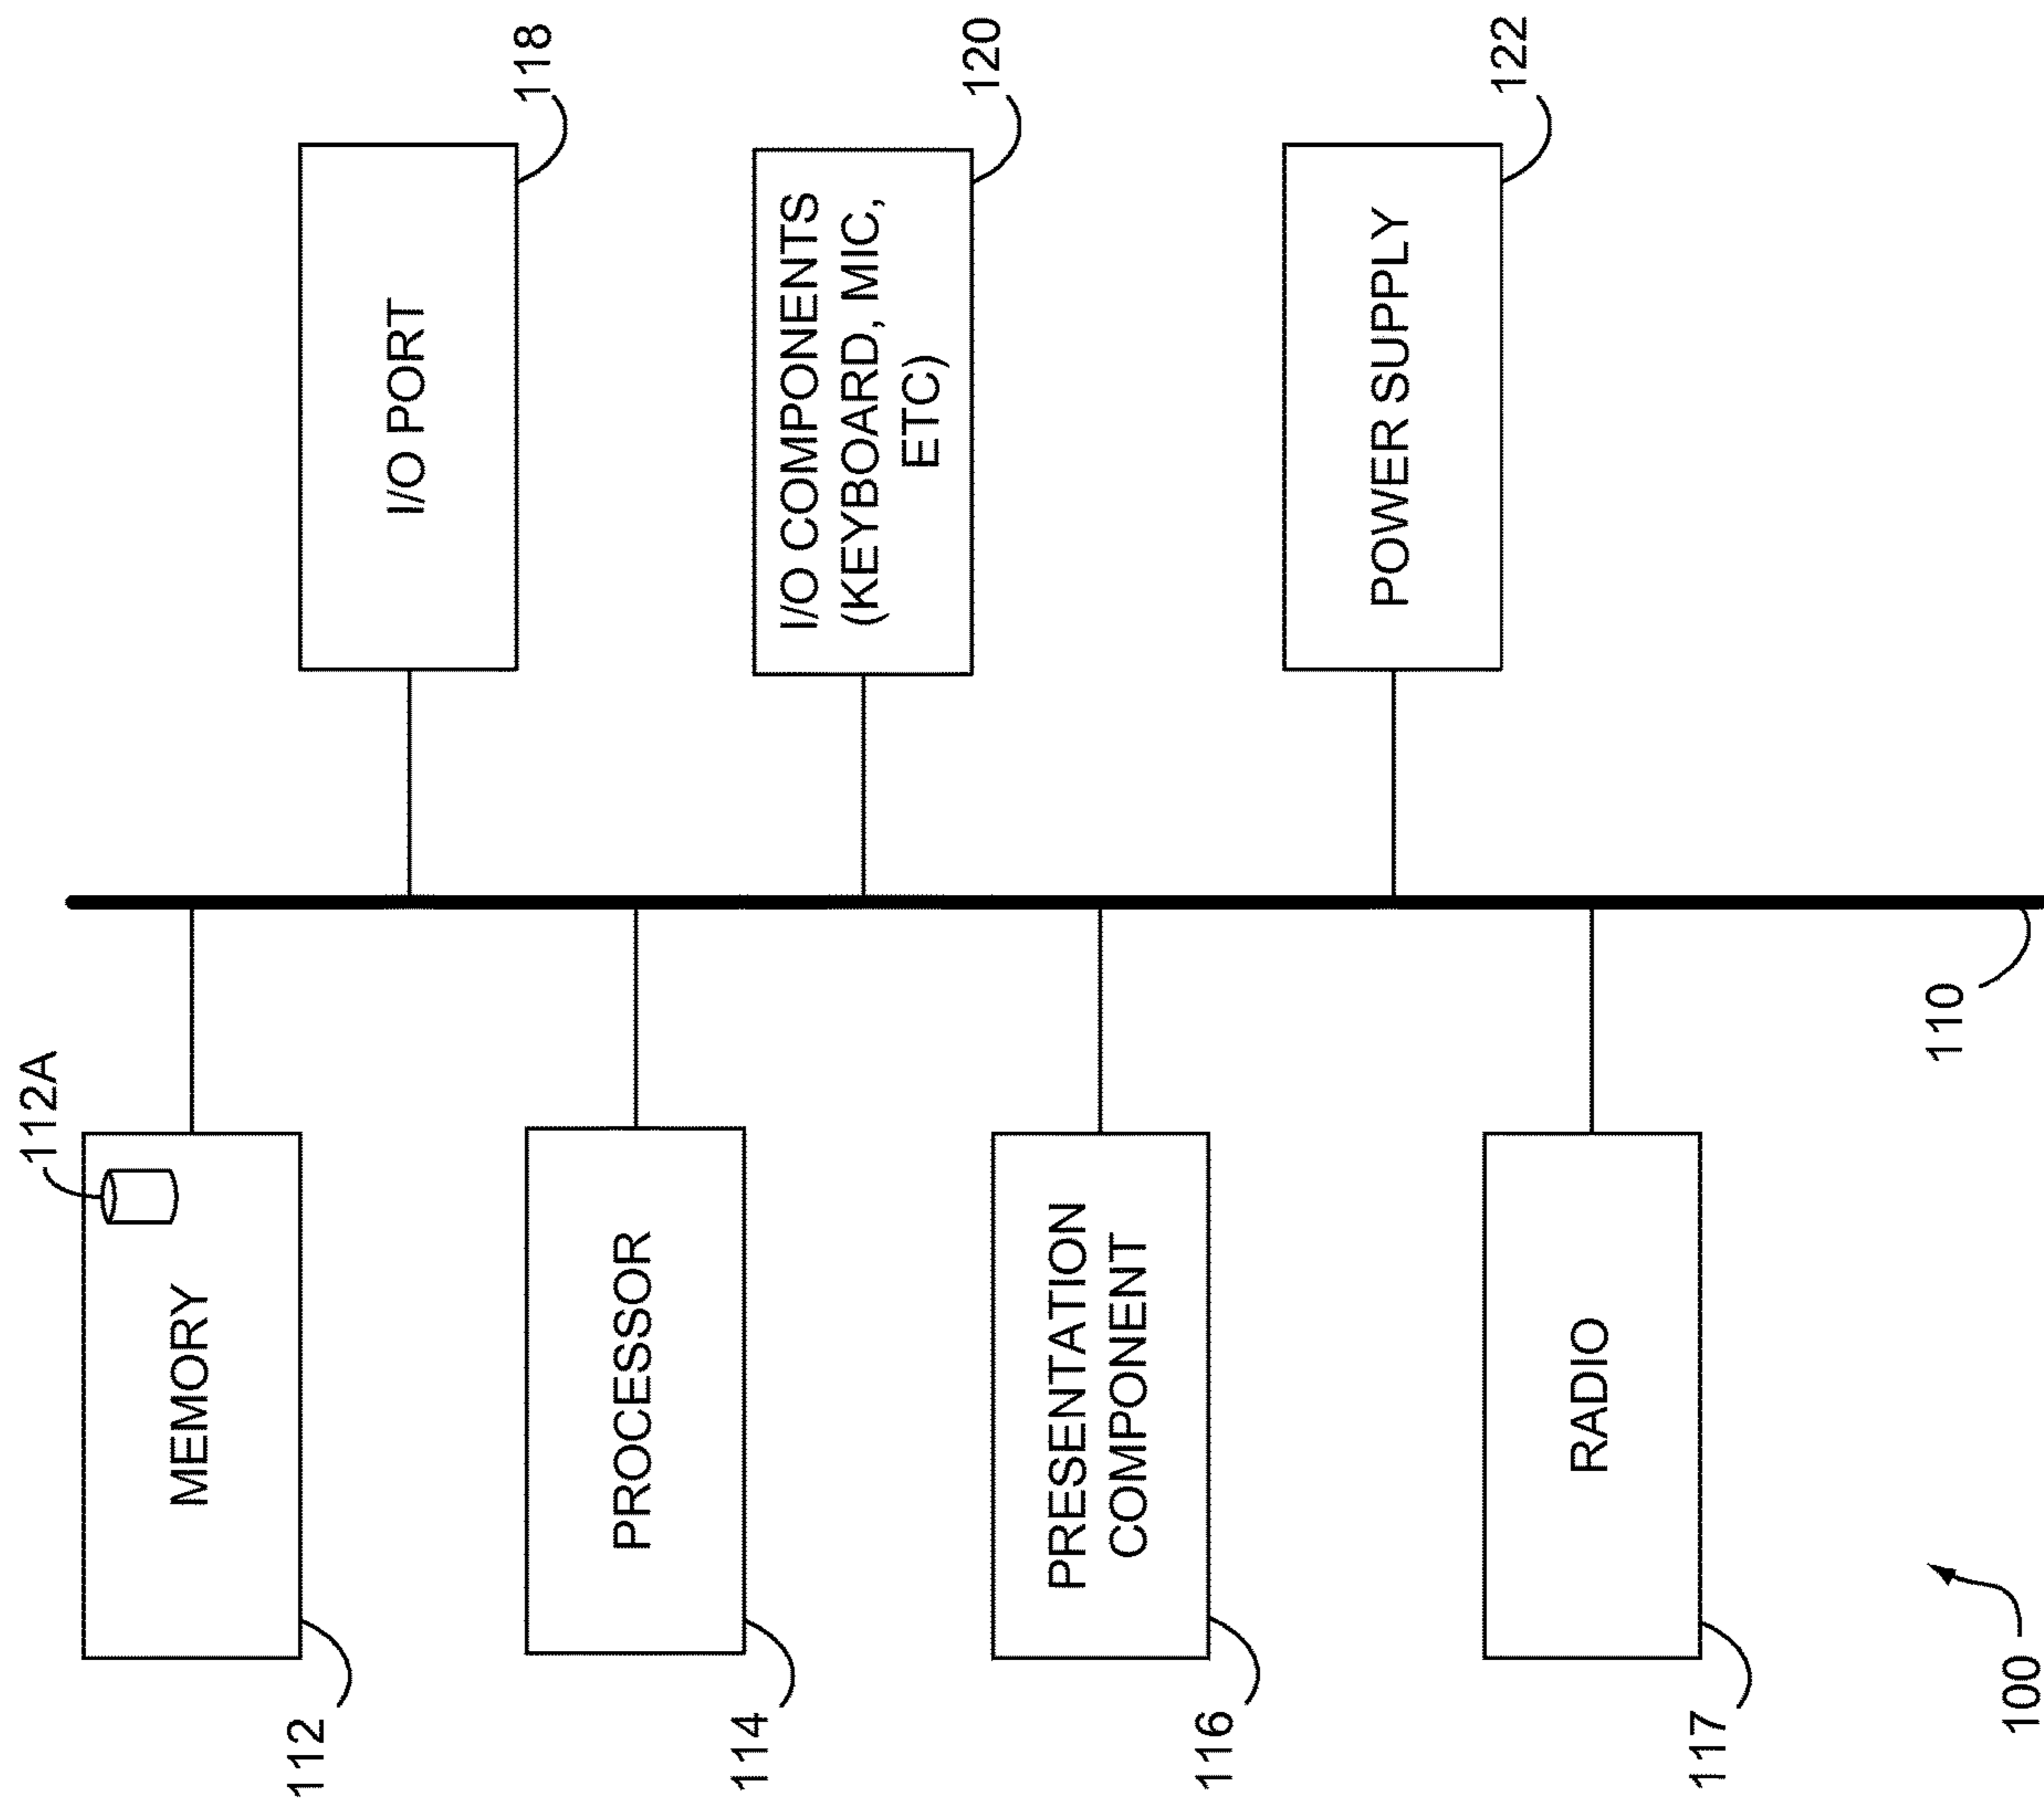 112A
MEMORY
112
I/O PORT
118
PROCESSOR
114
I/O COMPONENTS
(KEYBOARD, MIC,
ETC)
120
PRESENTATION
COMPONENT
116
POWER SUPPLY
122
RADIO
117
110
100